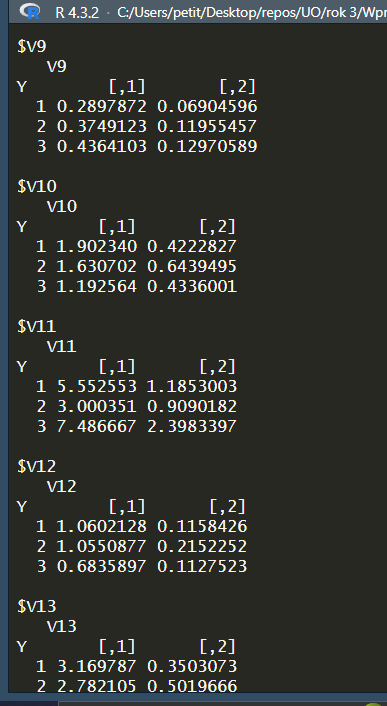 R 4.3.2 · C:/Users/petit/Desktop/repos/UO/rok 3/Wpr
$V9
   V9
Y        [,1]       [,2]
  1 0.2897872 0.06904596
  2 0.3749123 0.11955457
  3 0.4364103 0.12970589
$V10
   V10
Y       [,1]      [,2]
  1 1.902340 0.4222827
  2 1.630702 0.6439495
  3 1.192564 0.4336001
$V11
   V11
Y       [,1]      [,2]
  1 5.552553 1.1853003
  2 3.000351 0.9090182
  3 7.486667 2.3983397
$V12
   V12
Y        [,1]      [,2]
  1 1.0602128 0.1158426
  2 1.0550877 0.2152252
  3 0.6835897 0.1127523
$V13
   V13
Y       [,1]      [,2]
  1 3.169787 0.3503073
  2 2.782105 0.5019666